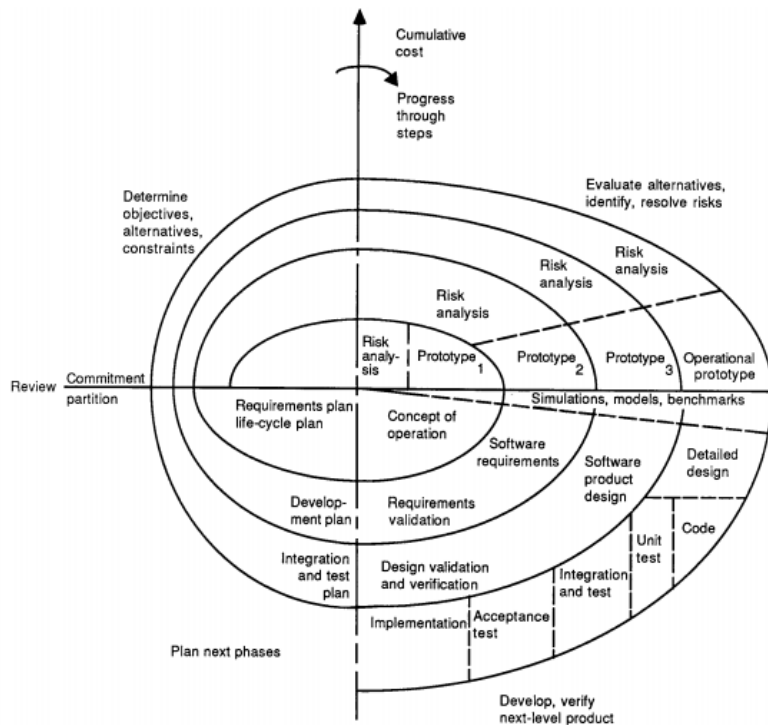 Cumulative
cost
Progress
through
steps
Determine
objectives,
alternatives,
constraints
Evaluate alternatives,
identify, resolve risks
Risk
analysis
Risk
analysis
Risk
analysis
Risk
analy-
sis
Prototype
1
Prototype
2
Prototype
3
Operational
prototype
Review
Commitment
partition
Simulations, models, benchmarks
Requirements plan
life-cycle plan
Concept of
operation
Software
requirements
Software
product
design
Detailed
design
Develop-
ment plan
Requirements
validation
Code
Unit
test
Integration
and test
plan
Design validation
and verification
Integration
and test
Acceptance
test
Implementation
Plan next phases
Develop, verify
next-level product